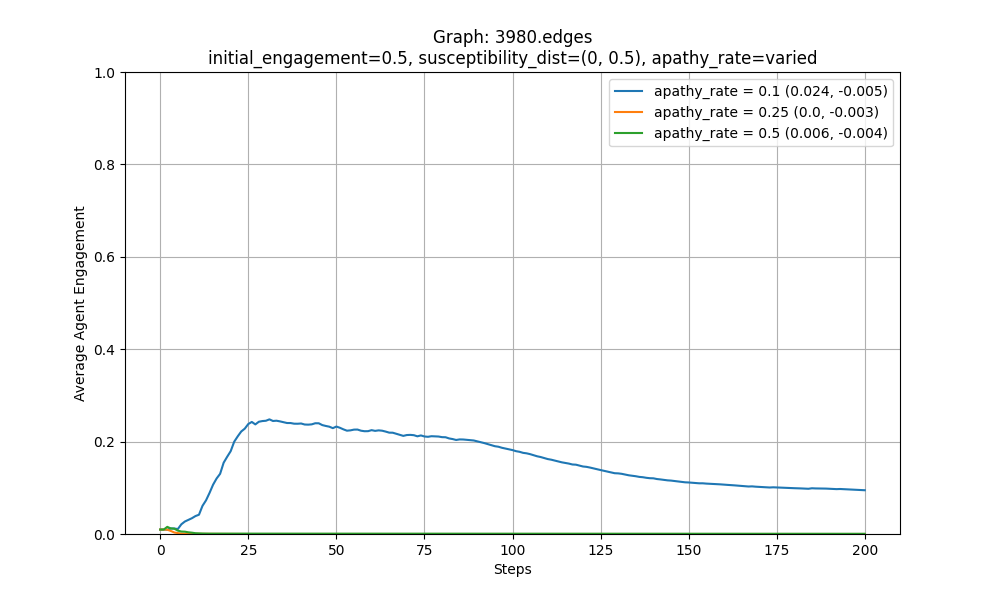 Graph: 3980.edges
initial_engagement=0.5, susceptibility_dist=(0, 0.5), apathy_rate=varied
apathy_rate = 0.1 (0.024, -0.005)
apathy_rate = 0.25 (0.0, -0.003)
apathy_rate = 0.5 (0.006, -0.004)
Average Agent Engagement
1.0
0.8
0.6
0.4
0.2
0.0
0 25 50 75 100 125 150 175 200
Steps